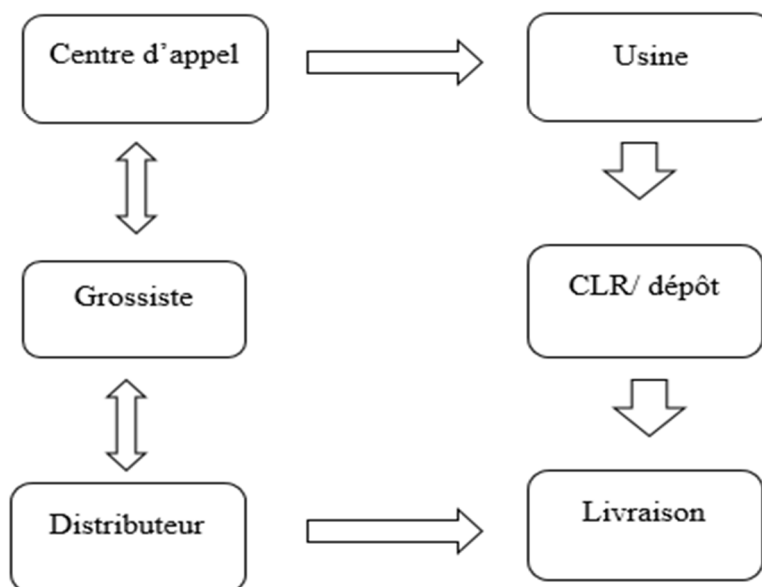 Centre d’appel
Usine
Grossiste
CLR/ dépôt
Distributeur
Livraison